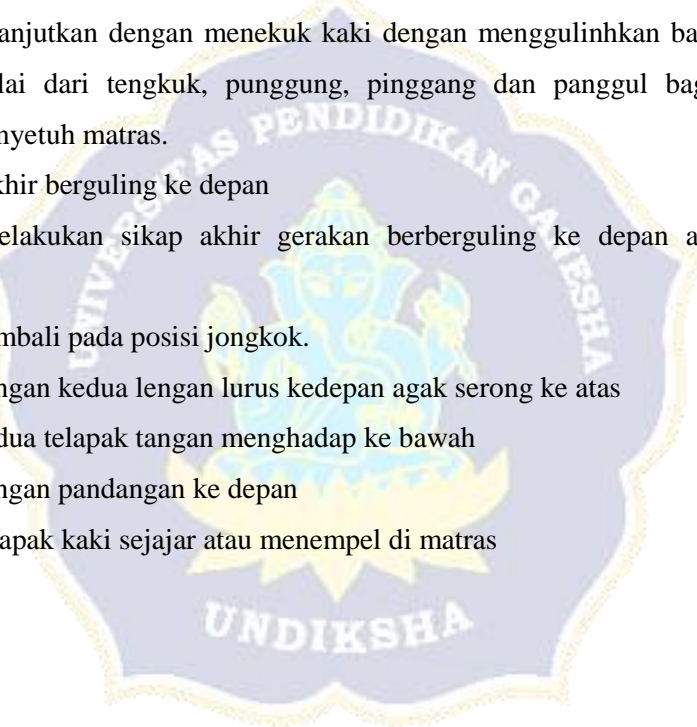 anjutkan dengan menekuk kaki dengan menggulinhkan ba
lai dari tengkuk, punggung, pinggang dan panggul bag
nyetuh matras.
khir berguling ke depan
elakukan sikap akhir gerakan berberguling ke depan a
mbali pada posisi jongkok.
ngan kedua lengan lurus kedepan agak serong ke atas
dua telapak tangan menghadap ke bawah
ngan pandangan ke depan
apak kaki sejajar atau menempel di matras
UNIVERSITAS PENDIDIKAN GANESHA
UNDIKSHA